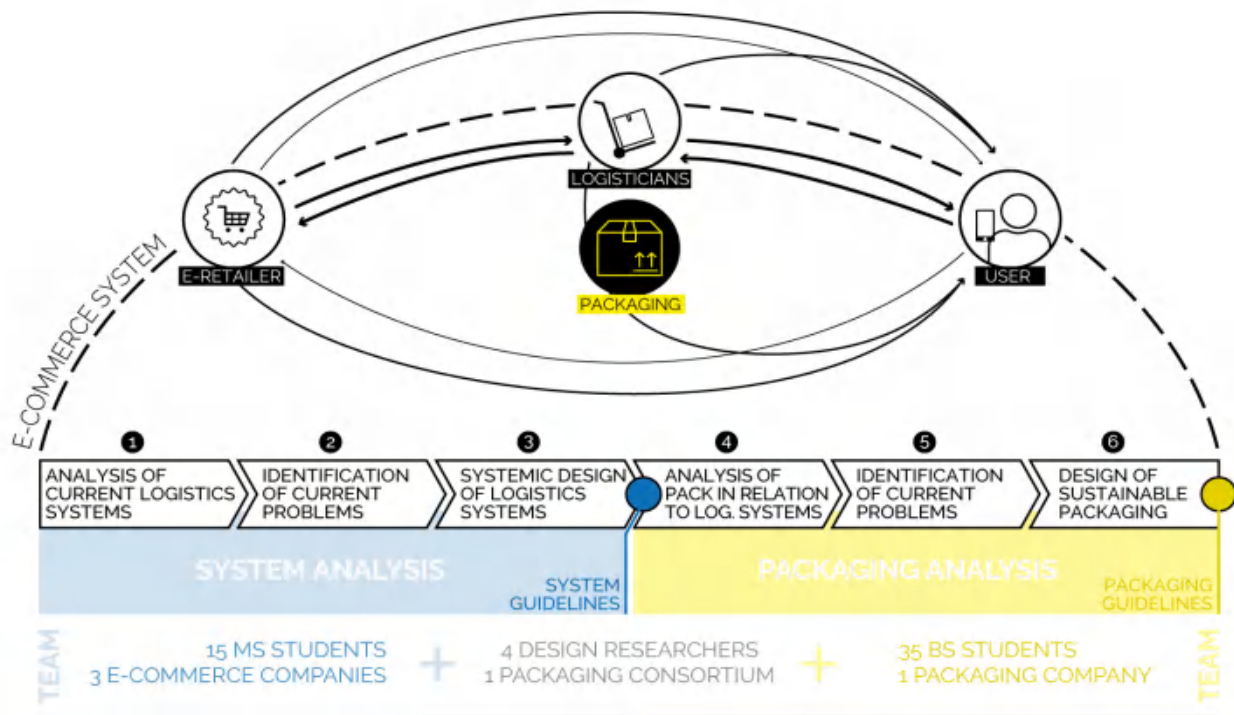 LOGISTICIANS
E-RETAILER
USER
PACKAGING
E-COMMERCE SYSTEM
1
2
3
4
5
6
ANALYSIS OF
CURRENT LOGISTICS
SYSTEMS
IDENTIFICATION
OF CURRENT
PROBLEMS
SYSTEMIC DESIGN
OF LOGISTICS
SYSTEMS
ANALYSIS OF
PACK IN RELATION
TO LOG. SYSTEMS
IDENTIFICATION
OF CURRENT
PROBLEMS
DESIGN OF
SUSTAINABLE
PACKAGING
SYSTEM ANALYSIS
SYSTEM
GUIDELINES
PACKAGING ANALYSIS
PACKAGING
GUIDELINES
TEAM
15 MS STUDENTS
3 E-COMMERCE COMPANIES
+
4 DESIGN RESEARCHERS
1 PACKAGING CONSORTIUM
+
35 BS STUDENTS
1 PACKAGING COMPANY
TEAM